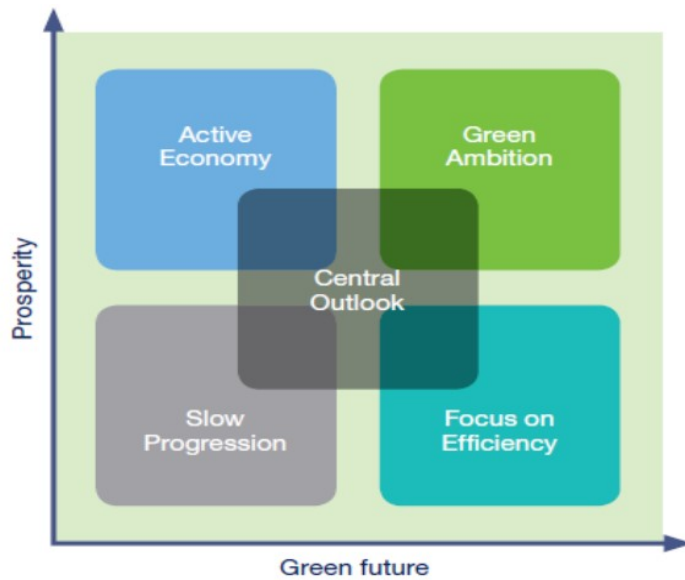 Active
Economy
Green
Ambition
Central
Outlook
Prosperity
Slow
Progression
Focus on
Efficiency
Green future